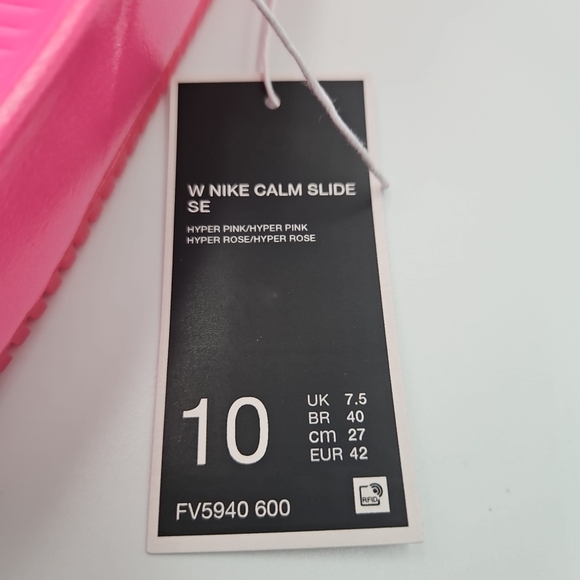 W NIKE CALM SLIDE
SE
HYPER PINK/HYPER PINK
HYPER ROSE/HYPER ROSE
10
UK 7.5
BR 40
cm 27
EUR 42
FV5940 600
RFID